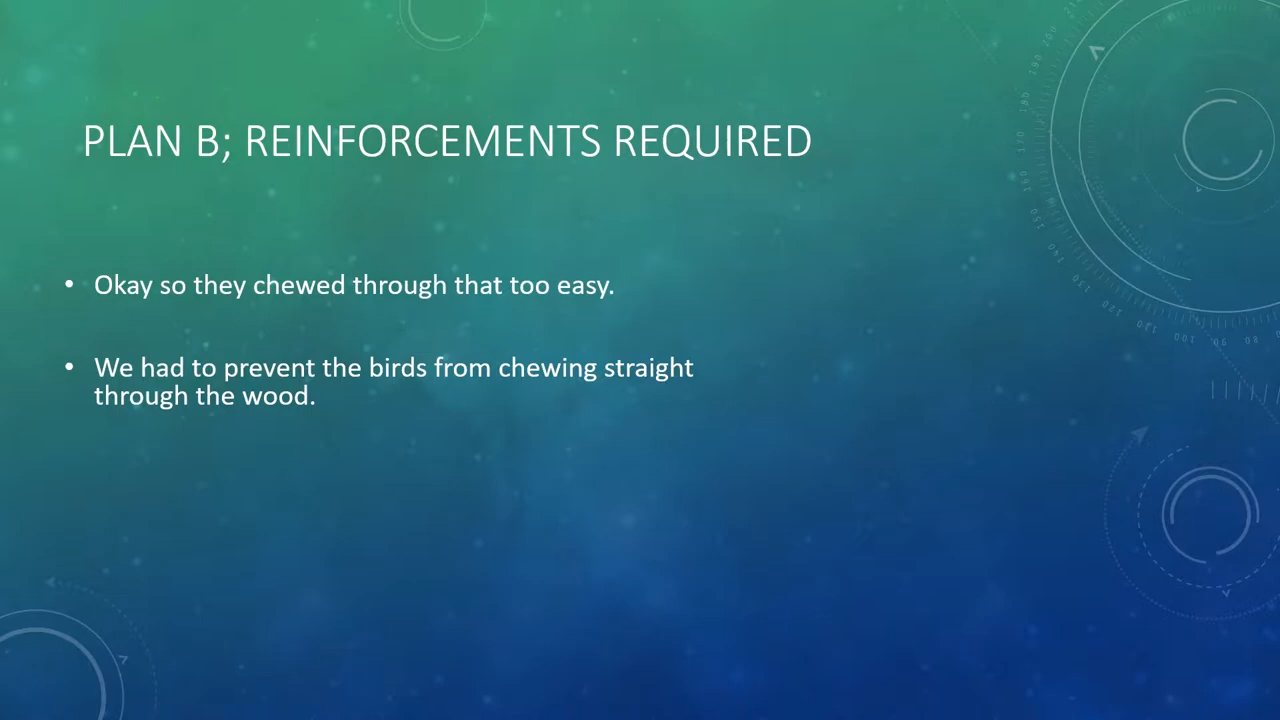 PLAN B; REINFORCEMENTS REQUIRED
• Okay so they chewed through that too easy.
• We had to prevent the birds from chewing straight
through the wood.